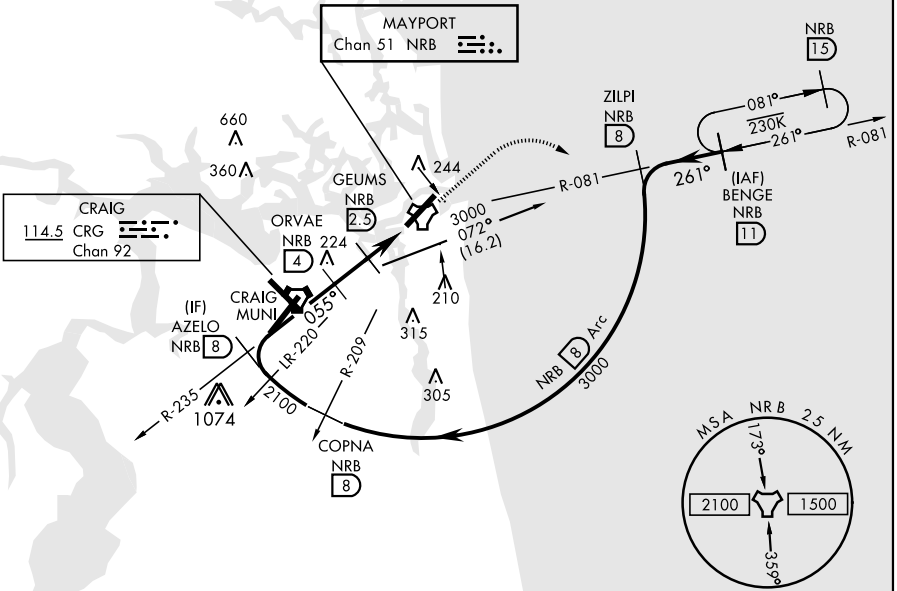 MAYPORT
Chan 51 NRB
NRB
15
081°
230K
261°
R-081
ZILPI
NRB
8
261°
(IAF)
BENGE
NRB
11
660
360
244
GEUMS
NRB
2.5
R-081
3000
072°
(16.2)
CRAIG
114.5 CRG
Chan 92
ORVAE
NRB
4
224
210
CRAIG
MUNI
055°
(IF)
AZELO
NRB 8
LR-220
R-209
315
305
NRB 8 Arc
3000
R-235
1074
2100
COPNA
NRB
8
MSA NRB 25 NM
173°
2100
1500
359°